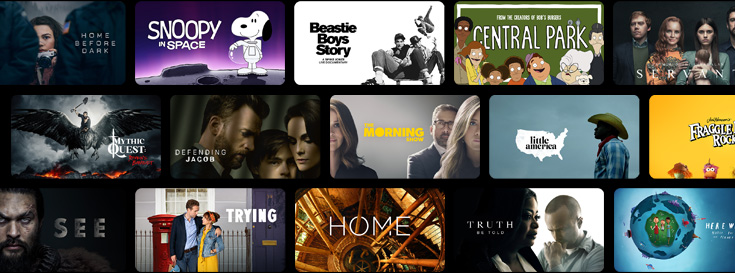 HOME
BEFORE
DARK
SNOOPY
IN SPACE
Beastie
Boys
Story
FROM THE CREATORS OF BOB'S BURGERS
CENTRAL PARK
SERVANT
MYTHIC
QUEST
DEFENDING
JACOB
THE
MORNING
SHOW
little
america
FRAGGLE
ROCK
SEE
TRYING
HOME
TRUTH
BE TOLD
HERE W